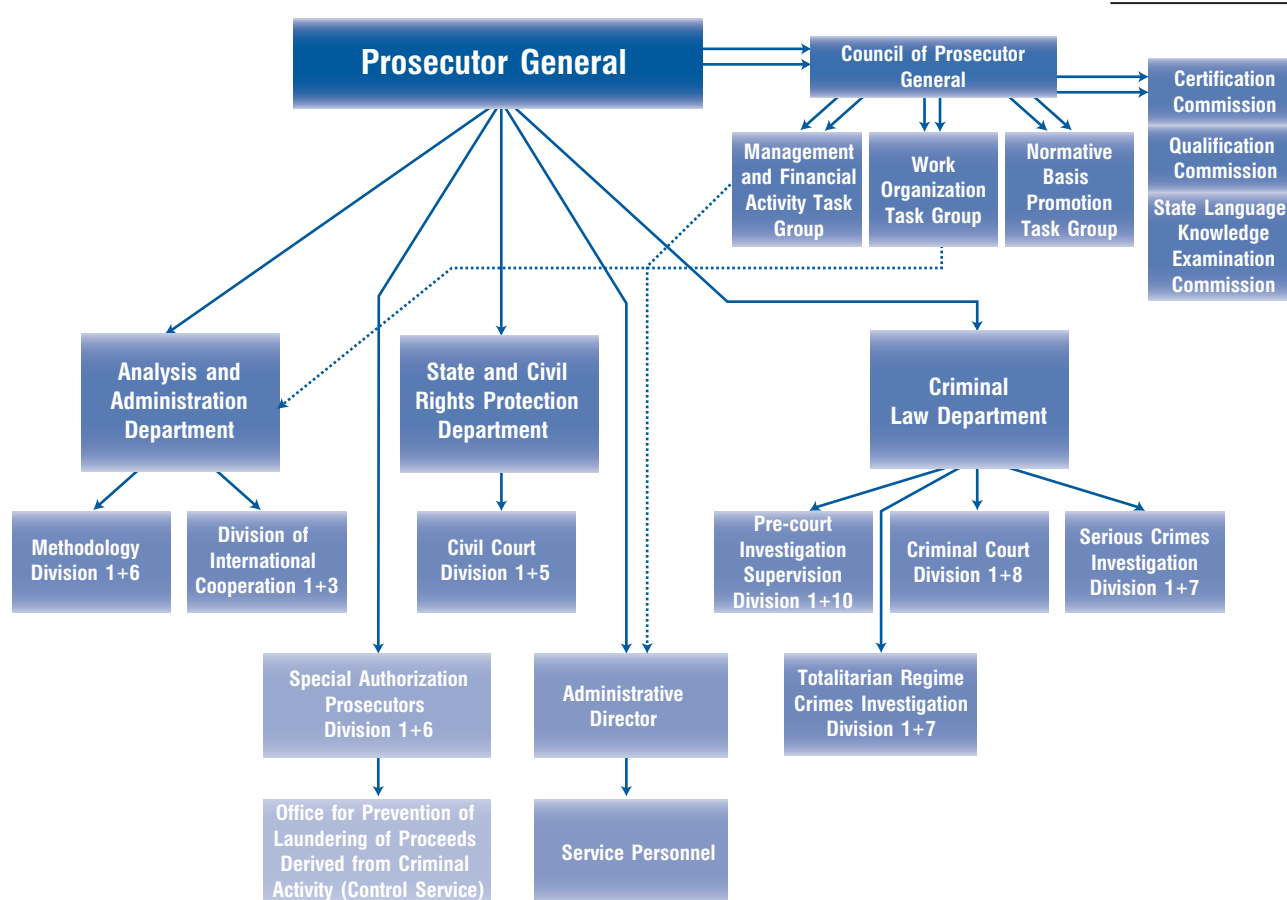 Prosecutor General
Council of Prosecutor
General
Certification
Commission
Qualification
Commission
State Language
Knowledge
Examination
Commission
Management
and Financial
Activity Task
Group
Work
Organization
Task Group
Normative
Basis
Promotion
Task Group
Analysis and
Administration
Department
State and Civil
Rights Protection
Department
Criminal
Law Department
Methodology
Division 1+6
Division of
International
Cooperation 1+3
Civil Court
Division 1+5
Pre-court
Investigation
Supervision
Division 1+10
Criminal Court
Division 1+8
Serious Crimes
Investigation
Division 1+7
Special Authorization
Prosecutors
Division 1+6
Administrative
Director
Totalitarian Regime
Crimes Investigation
Division 1+7
Office for Prevention of
Laundering of Proceeds
Derived from Criminal
Activity (Control Service)
Service Personnel